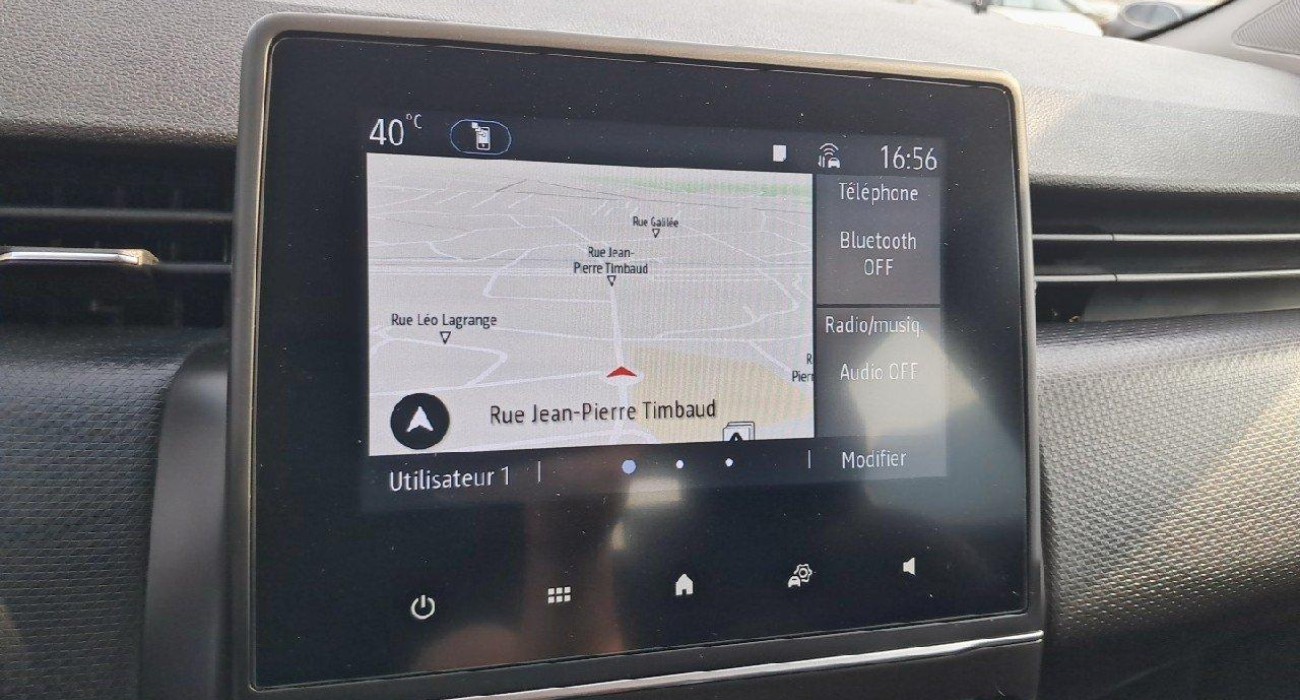 40°C
16:56
Téléphone
Bluetooth
OFF
Rue Galilée
Rue Jean-
Pierre Timbaud
Rue Léo Lagrange
Radio/musiq
Audio OFF
R
Pierr
Rue Jean-Pierre Timbaud
Utilisateur 1
Modifier